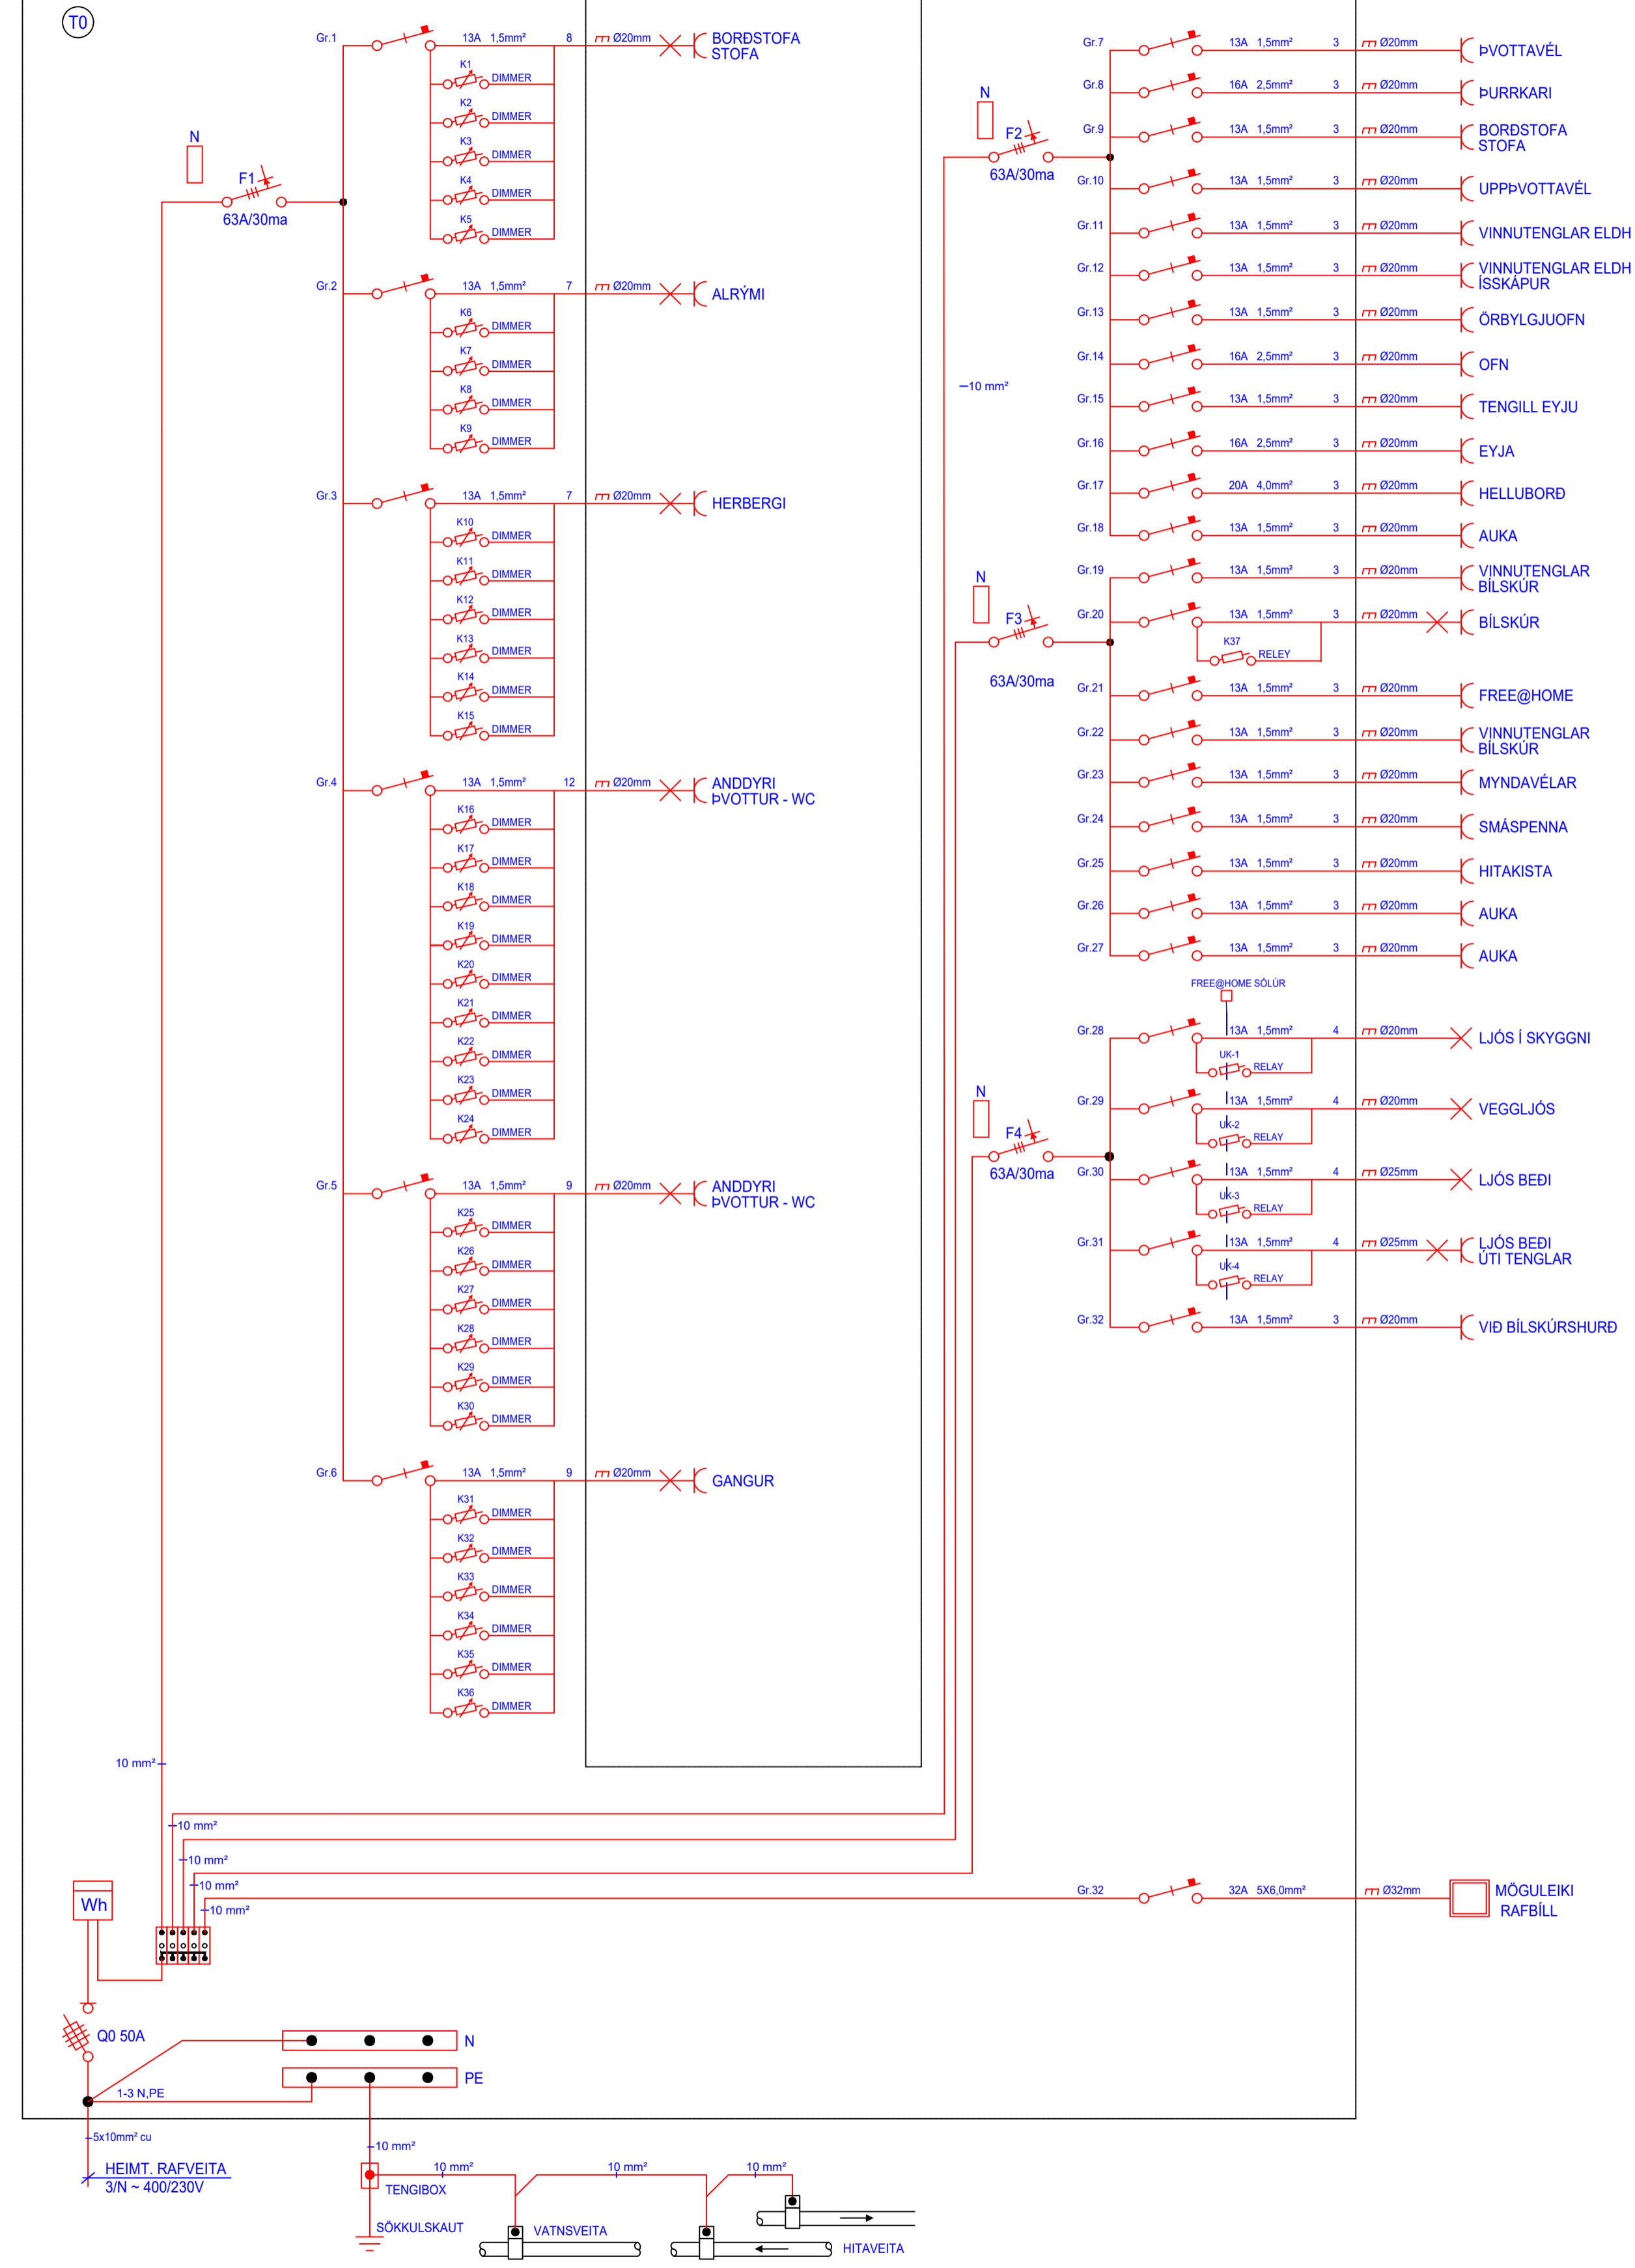 T0
N
F1
63A/30ma
Gr.1 13A 1,5mm² 8 Ø20mm BORÐSTOFA
STOFA
K1 DIMMER
K2 DIMMER
K3 DIMMER
K4 DIMMER
K5 DIMMER
Gr.2 13A 1,5mm² 7 Ø20mm ALRÝMI
K6 DIMMER
K7 DIMMER
K8 DIMMER
K9 DIMMER
Gr.3 13A 1,5mm² 7 Ø20mm HERBERGI
K10 DIMMER
K11 DIMMER
K12 DIMMER
K13 DIMMER
K14 DIMMER
K15 DIMMER
Gr.4 13A 1,5mm² 12 Ø20mm ANDDYRI
ÞVOTTUR - WC
K16 DIMMER
K17 DIMMER
K18 DIMMER
K19 DIMMER
K20 DIMMER
K21 DIMMER
K22 DIMMER
K23 DIMMER
K24 DIMMER
Gr.5 13A 1,5mm² 9 Ø20mm ANDDYRI
ÞVOTTUR - WC
K25 DIMMER
K26 DIMMER
K27 DIMMER
K28 DIMMER
K29 DIMMER
K30 DIMMER
Gr.6 13A 1,5mm² 9 Ø20mm GANGUR
K31 DIMMER
K32 DIMMER
K33 DIMMER
K34 DIMMER
K35 DIMMER
K36 DIMMER
N
F2
63A/30ma
10 mm²
Gr.7 13A 1,5mm² 3 Ø20mm ÞVOTTAVÉL
Gr.8 16A 2,5mm² 3 Ø20mm ÞURRKARI
Gr.9 13A 1,5mm² 3 Ø20mm BORÐSTOFA
STOFA
Gr.10 13A 1,5mm² 3 Ø20mm UPPÞVOTTAVÉL
Gr.11 13A 1,5mm² 3 Ø20mm VINNUTENGLAR ELDH
Gr.12 13A 1,5mm² 3 Ø20mm VINNUTENGLAR ELDH
ÍSSKÁPUR
Gr.13 13A 1,5mm² 3 Ø20mm ÖRBYLGJUOFN
Gr.14 16A 2,5mm² 3 Ø20mm OFN
Gr.15 13A 1,5mm² 3 Ø20mm TENGILL EYJU
Gr.16 16A 2,5mm² 3 Ø20mm EYJA
Gr.17 20A 4,0mm² 3 Ø20mm HELLUBORÐ
Gr.18 13A 1,5mm² 3 Ø20mm AUKA
N
F3
63A/30ma
Gr.19 13A 1,5mm² 3 Ø20mm VINNUTENGLAR
BÍLSKÚR
Gr.20 13A 1,5mm² 3 Ø20mm BÍLSKÚR
K37 RELEY
Gr.21 13A 1,5mm² 3 Ø20mm FREE@HOME
Gr.22 13A 1,5mm² 3 Ø20mm VINNUTENGLAR
BÍLSKÚR
Gr.23 13A 1,5mm² 3 Ø20mm MYNDAVÉLAR
Gr.24 13A 1,5mm² 3 Ø20mm SMÁSPENNA
Gr.25 13A 1,5mm² 3 Ø20mm HITAKISTA
Gr.26 13A 1,5mm² 3 Ø20mm AUKA
Gr.27 13A 1,5mm² 3 Ø20mm AUKA
FREE@HOME SÓLÚR
N
F4
63A/30ma
Gr.28 13A 1,5mm² 4 Ø20mm LJÓS Í SKYGGNI
UK-1 RELAY
Gr.29 13A 1,5mm² 4 Ø20mm VEGGLJÓS
UK-2 RELAY
Gr.30 13A 1,5mm² 4 Ø25mm LJÓS BEÐI
UK-3 RELAY
Gr.31 13A 1,5mm² 4 Ø25mm LJÓS BEÐI
ÚTI TENGLAR
UK-4 RELAY
Gr.32 13A 1,5mm² 3 Ø20mm VIÐ BÍLSKÚRSHURÐ
10 mm²
10 mm²
10 mm²
10 mm²
10 mm²
Gr.32 32A 5X6,0mm² Ø32mm MÖGULEIKI
RAFBÍLL
Wh
Q0 50A
N
PE
1-3 N,PE
5x10mm² cu
HEIMT. RAFVEITA
3/N ~ 400/230V
10 mm²
10 mm² 10 mm² 10 mm²
TENGIBOX
SÖKKULSKAUT
VATNSVEITA
HITAVEITA